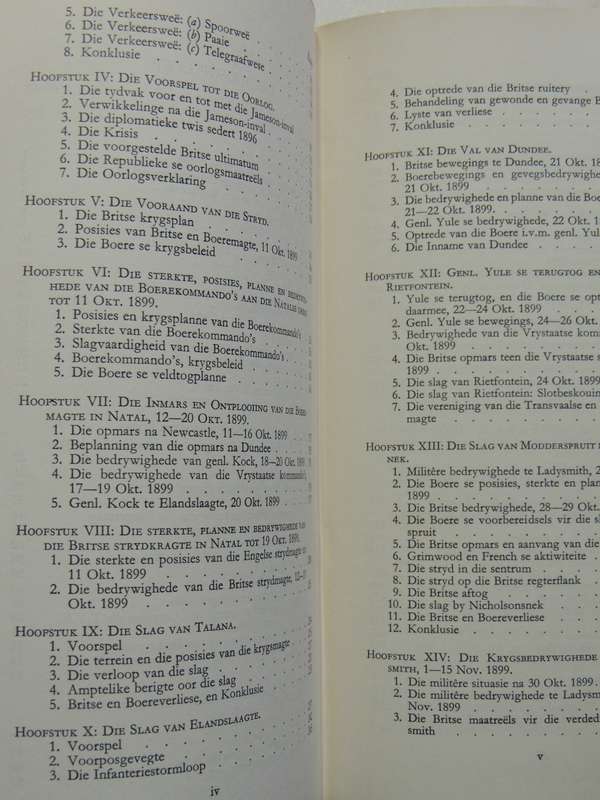 5. Die Verkeersweë: (a) Spoorweë
6. Die Verkeersweë: (b) Paaie
7. Die Verkeersweë: (c) Telegraafwese
8. Konklusie
HOOFSTUK IV: DIE VOORSPEL TOT DIE OORLOG.
1. Die tydvak voor en tot met die Jameson-inval
2. Verwikkelinge na die Jameson-inval
3. Die diplomatieke twis sedert 1896
4. Die Krisis
5. Die voorgestelde Britse ultimatum
6. Die Republieke se oorlogsmaatreëls
7. Die Oorlogsverklaring
HOOFSTUK V: DIE VOORAAND VAN DIE STRYD.
1. Die Britse krygsplan
2. Posisies van Britse en Boeremagte, 11 Okt. 1899
3. Die Boere se krygsbeleid
HOOFSTUK VI: DIE STERKTE, POSISIES, PLANNE EN BEDRYWIG-
HEDE VAN DIE BOEREKOMMANDO'S AAN DIE NATALSE GRENS
TOT 11 OKT. 1899.
1. Posisies en krygsplanne van die Boerekommando's
2. Sterkte van die Boerekommando's
3. Slagvaardigheid van die Boerekommando's
4. Boerekommando's, krygsbeleid
5. Die Boere se veldtogplanne
HOOFSTUK VII: DIE INMARS EN ONTPLOOIING VAN DIE BOERE-
MAGTE IN NATAL, 12—20 OKT. 1899.
1. Die opmars na Newcastle, 11—16 Okt. 1899
2. Beplanning van die opmars na Dundee
3. Die bedrywighede van genl. Kock, 18—20 Okt. 1899
4. Die bedrywighede van die Vrystaatse kommando's,
17—19 Okt. 1899
5. Genl. Kock te Elandslaagte, 20 Okt. 1899
HOOFSTUK VIII: DIE STERKTE, PLANNE EN BEDRYWIGHEDE VAN
DIE BRITSE STRYDKRAGTE IN NATAL TOT 19 OKT. 1899.
1. Die sterkte en posisies van die Engelse strydmagte tot
11 Okt. 1899
2. Die bedrywighede van die Britse strydmagte, 12—19
Okt. 1899
HOOFSTUK IX: DIE SLAG VAN TALANA.
1. Voorspel
2. Die terrein en die posisies van die krygsmagte
3. Die verloop van die slag
4. Amptelike berigte oor die slag
5. Britse en Boereverliese, en Konklusie
HOOFSTUK X: DIE SLAG VAN ELANDSLAAGTE.
1. Voorspel
2. Voorposgevegte
3. Die Infanteriestormloop
iv
4. Die optrede van die Britse ruitery
5. Behandeling van gewonde en gevange B
6. Lyste van verliese
7. Konklusie
HOOFSTUK XI: DIE VAL VAN DUNDEE.
1. Britse bewegings te Dundee, 21 Okt. 18
2. Boerebewegings en gevegsbedrywighede
21 Okt. 1899
3. Die bedrywighede en planne van die Boe
21—22 Okt. 1899.
4. Genl. Yule se bedrywighede, 22 Okt. 1
5. Optrede van die Boere i.v.m. genl. Yule
6. Die Inname van Dundee
HOOFSTUK XII: GENL. YULE SE TERUGTOG EN
RIETFONTEIN.
1. Yule se terugtog, en die Boere se opt
daarmee, 22—24 Okt. 1899
2. Genl. Yule se bewegings, 24—26 Okt.
3. Bedrywighede van die Vrystaatse kom
Okt. 1899
4. Die Britse opmars teen die Vrystaatse s
1899
5. Die slag van Rietfontein, 24 Okt. 1899
6. Die slag van Rietfontein: Slotbeskouin
7. Die vereniging van die Transvaalse en
magte
HOOFSTUK XIII: DIE SLAG VAN MODDERSPRUIT
NEK.
1. Militêre bedrywighede te Ladysmith, 2
2. Die Boere se posisies, sterkte en plan
1899
3. Die Britse bedrywighede, 28—29 Okt.
4. Die Boere se voorbereidsels vir die sl
spruit
5. Die Britse opmars en aanvang van die
6. Grimwood en French se aktiwiteite
7. Die stryd in die sentrum
8. Die stryd op die Britse regterflank
9. Die Britse aftog
10. Die slag by Nicholsonsnek
11. Die Britse en Boereverliese
12. Konklusie
HOOFSTUK XIV: DIE KRYGSBEDRYWIGHEDE
SMITH, 1—15 NOV. 1899.
1. Die militêre situasie na 30 Okt. 1899
2. Die militêre bedrywighede te Ladysm
Nov. 1899
3. Die Britse maatreëls vir die verded
smith
v